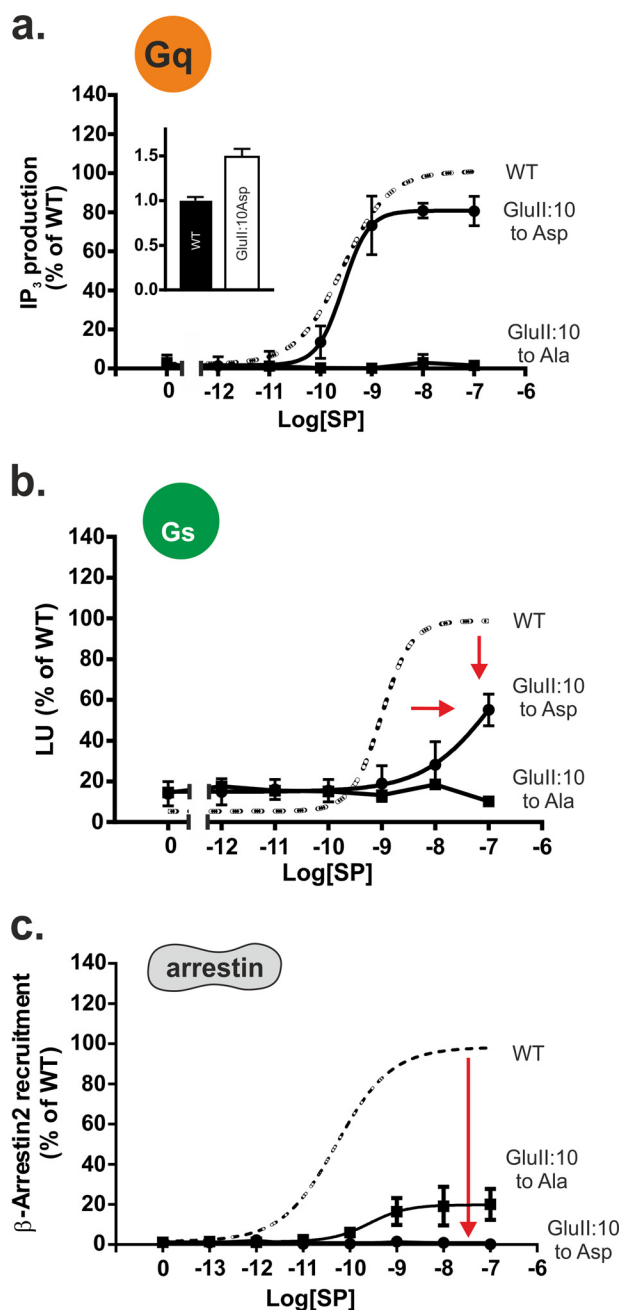 a.
Gq
IP₃ production
(% of WT)
140
120
100
80
60
40
20
0
1.5
1.0
0.5
0.0
WT
GluII:10Asp
WT
GluII:10
to Asp
GluII:10
to Ala
0 -12 -11 -10 -9 -8 -7 -6
Log[SP]
b.
Gs
LU (% of WT)
140
120
100
80
60
40
20
0
WT
GluII:10
to Asp
GluII:10
to Ala
0 -12 -11 -10 -9 -8 -7 -6
Log[SP]
c.
arrestin
β-Arrestin2 recruitment
(% of WT)
140
120
100
80
60
40
20
0
WT
GluII:10
to Ala
GluII:10
to Asp
0 -13 -12 -11 -10 -9 -8 -7 -6
Log[SP]